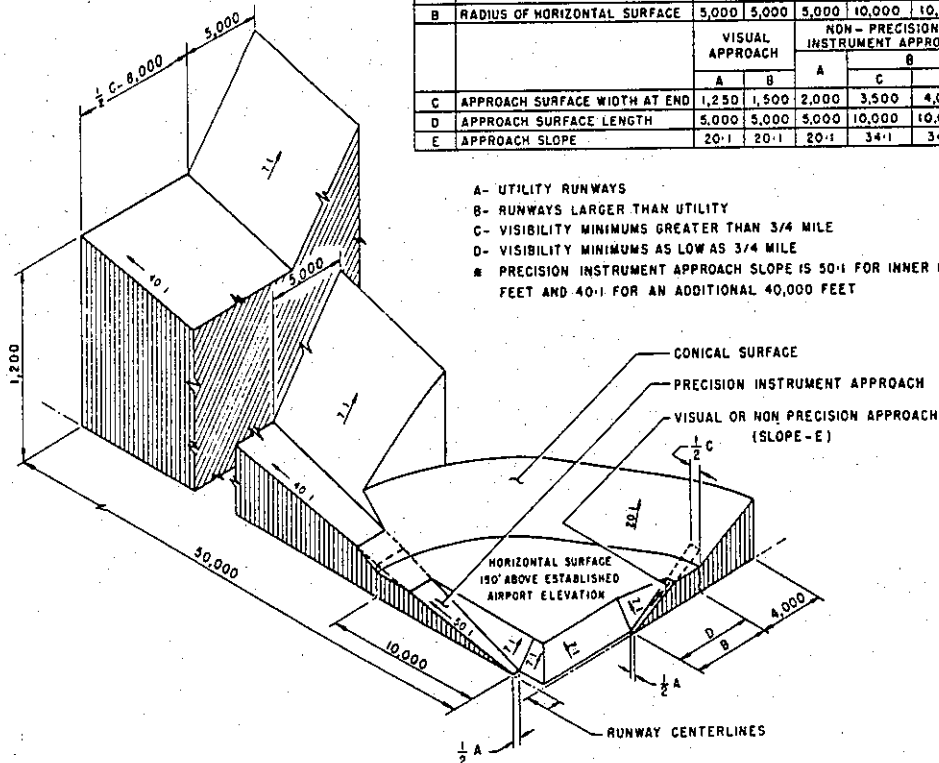 B RADIUS OF HORIZONTAL SURFACE 5,000 5,000 5,000 10,000 10,
VISUAL APPROACH
NON-PRECISION INSTRUMENT APPRO
A B A B
C
C APPROACH SURFACE WIDTH AT END 1,250 1,500 2,000 3,500 4,
D APPROACH SURFACE LENGTH 5,000 5,000 5,000 10,000 10,
E APPROACH SLOPE 20:1 20:1 20:1 34:1 3
A- UTILITY RUNWAYS
B- RUNWAYS LARGER THAN UTILITY
C- VISIBILITY MINIMUMS GREATER THAN 3/4 MILE
D- VISIBILITY MINIMUMS AS LOW AS 3/4 MILE
* PRECISION INSTRUMENT APPROACH SLOPE IS 50:1 FOR INNER
FEET AND 40:1 FOR AN ADDITIONAL 40,000 FEET
5,000
1/2 C-8,000
7:1
40:1
5,000
1,200
7:1
CONICAL SURFACE
PRECISION INSTRUMENT APPROACH
VISUAL OR NON PRECISION APPROACH
(SLOPE-E)
1/2 C
40:1
20:1
HORIZONTAL SURFACE
150' ABOVE ESTABLISHED
AIRPORT ELEVATION
50,000
50:1
7:1
7:1
7:1
7:1
4,000
D
B
10,000
1/2 A
RUNWAY CENTERLINES
1/2 A